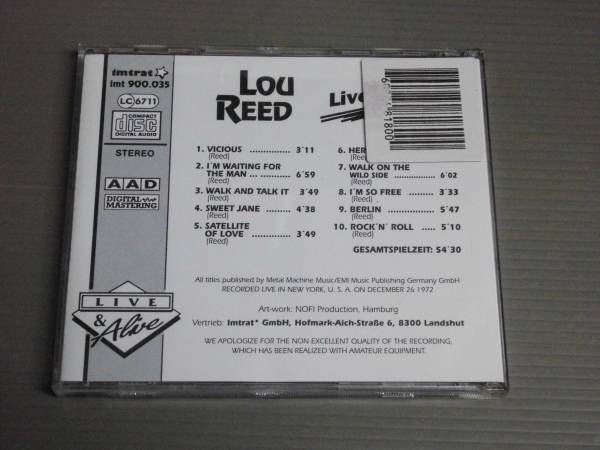 imtrat
imt 900.035
LC 6711
COMPACT
disc
DIGITAL AUDIO
STEREO
AAD
DIGITAL
MASTERING
LIVE
& Alive
LOU
REED
Live
1. VICIOUS ............... 3´11
(Reed)
2. I´M WAITING FOR
THE MAN ... ............ 6´59
(Reed)
3. WALK AND TALK IT 3´49
(Reed)
4. SWEET JANE ......... 4´38
(Reed)
5. SATELLITE
OF LOVE .............. 3´49
(Reed)
6. HER
(Reed)
7. WALK ON THE
WILD SIDE ............... 6´02
(Reed)
8. I´M SO FREE ......... 3´33
(Reed)
9. BERLIN ................ 5´47
(Reed)
10. ROCK´N´ ROLL ..... 5´10
(Reed)
GESAMTSPIELZEIT: 54´30
All titles published by Metal Machine Music/EMI Music Publishing Germany GmbH
RECORDED LIVE IN NEW YORK, U. S. A. ON DECEMBER 26 1972
Art-work: NOFI Production, Hamburg
Vertrieb: Imtrat* GmbH, Hofmark-Aich-Straße 6, 8300 Landshut
WE APOLOGIZE FOR THE NON EXCELLENT QUALITY OF THE RECORDING,
WHICH HAS BEEN REALIZED WITH AMATEUR EQUIPMENT.